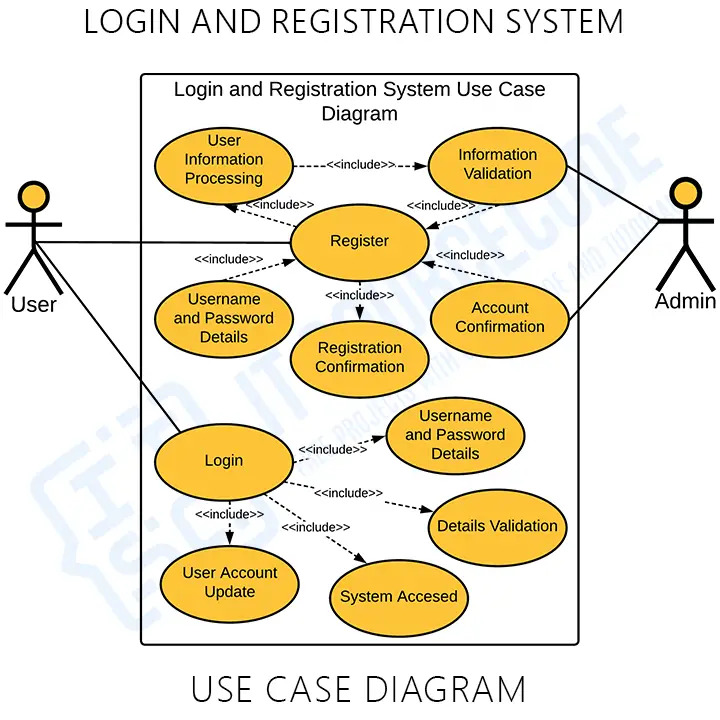 LOGIN AND REGISTRATION SYSTEM
Login and Registration System Use Case
Diagram
User
Information
Processing
<<include>>
Information
Validation
<<include>>
<<include>>
Register
<<include>>
<<include>>
<<include>>
User
Admin
Username
and Password
Details
Registration
Confirmation
Account
Confirmation
Login
<<include>>
Username
and Password
Details
<<include>>
Details Validation
<<include>>
<<include>>
User Account
Update
System Accesed
USE CASE DIAGRAM